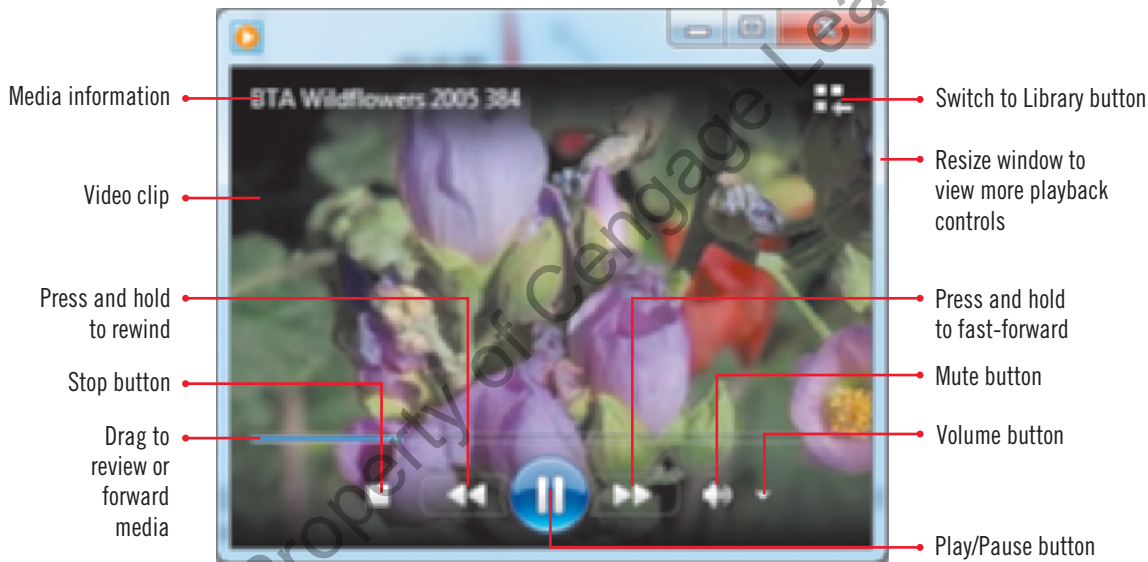 Media information
Video clip
Press and hold
to rewind
Stop button
Drag to
review or
forward
media
BTA Wildflowers 2005 384
Switch to Library button
Resize window to
view more playback
controls
Press and hold
to fast-forward
Mute button
Volume button
Play/Pause button
Property of Cengage